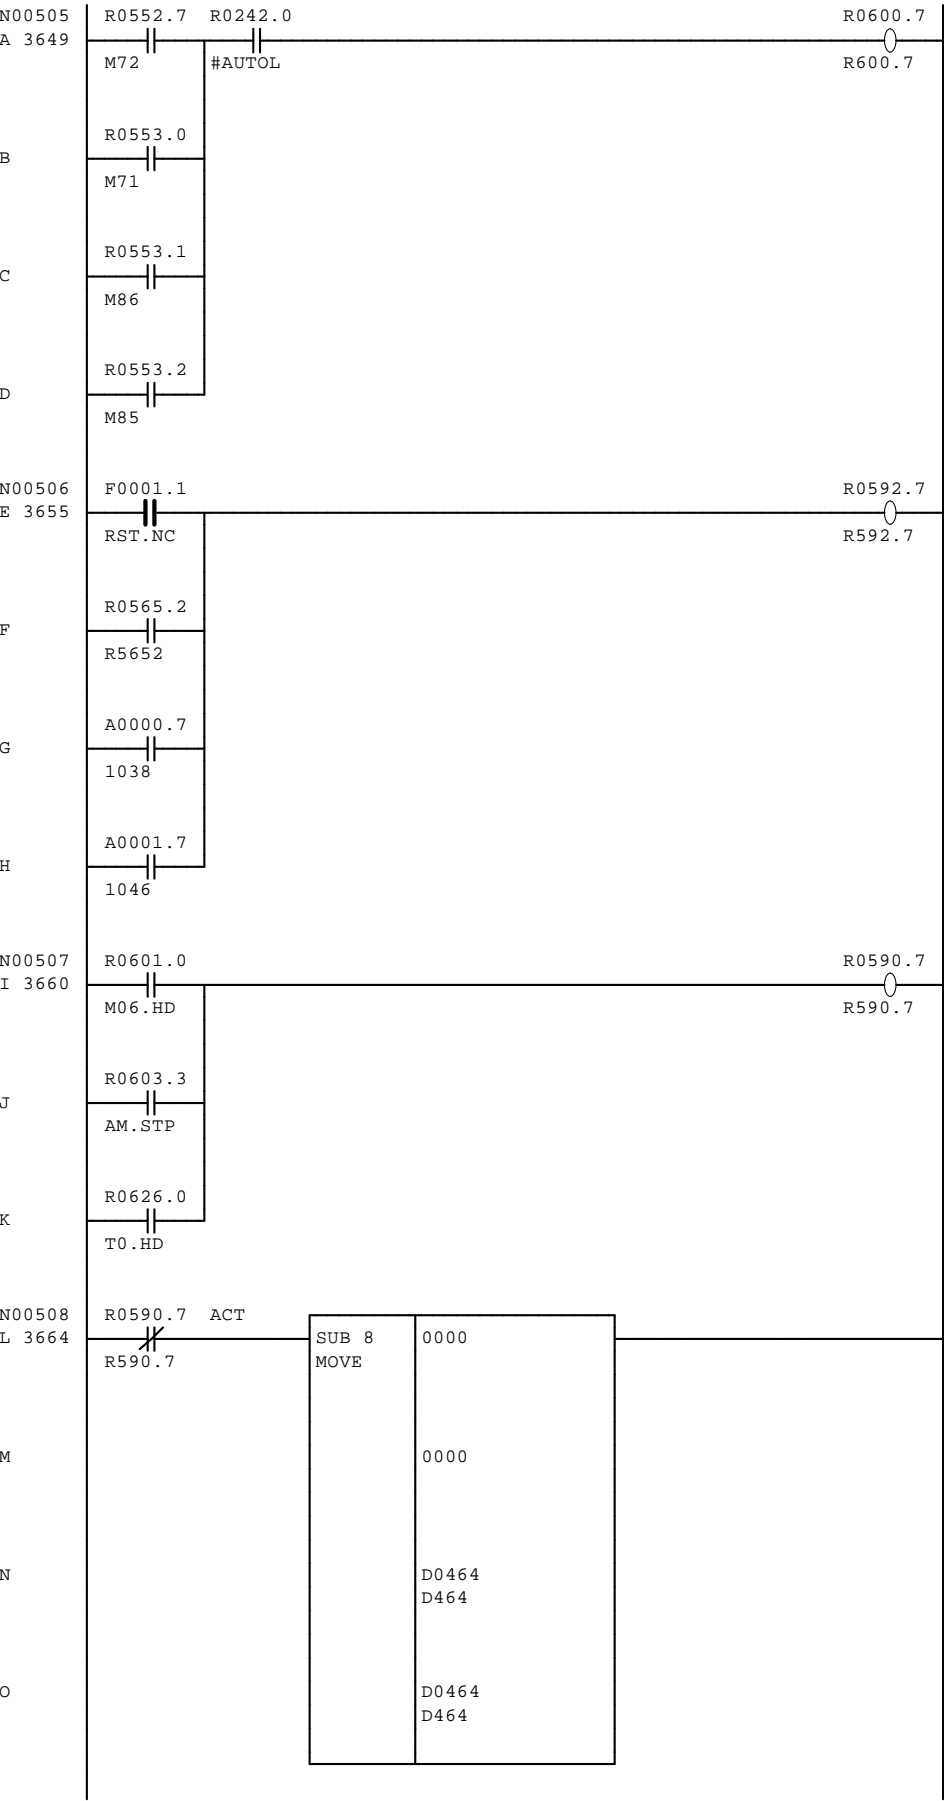 N00505 R0552.7 R0242.0 R0600.7
A 3649
M72 #AUTOL R600.7
R0553.0
B
M71
R0553.1
C
M86
R0553.2
D
M85
N00506 F0001.1 R0592.7
E 3655
RST.NC R592.7
R0565.2
F
R5652
A0000.7
G
1038
A0001.7
H
1046
N00507 R0601.0 R0590.7
I 3660
M06.HD R590.7
R0603.3
J
AM.STP
R0626.0
K
T0.HD
N00508 R0590.7 ACT
L 3664 SUB 8 0000
R590.7 MOVE
M 0000
N D0464
D464
O D0464
D464